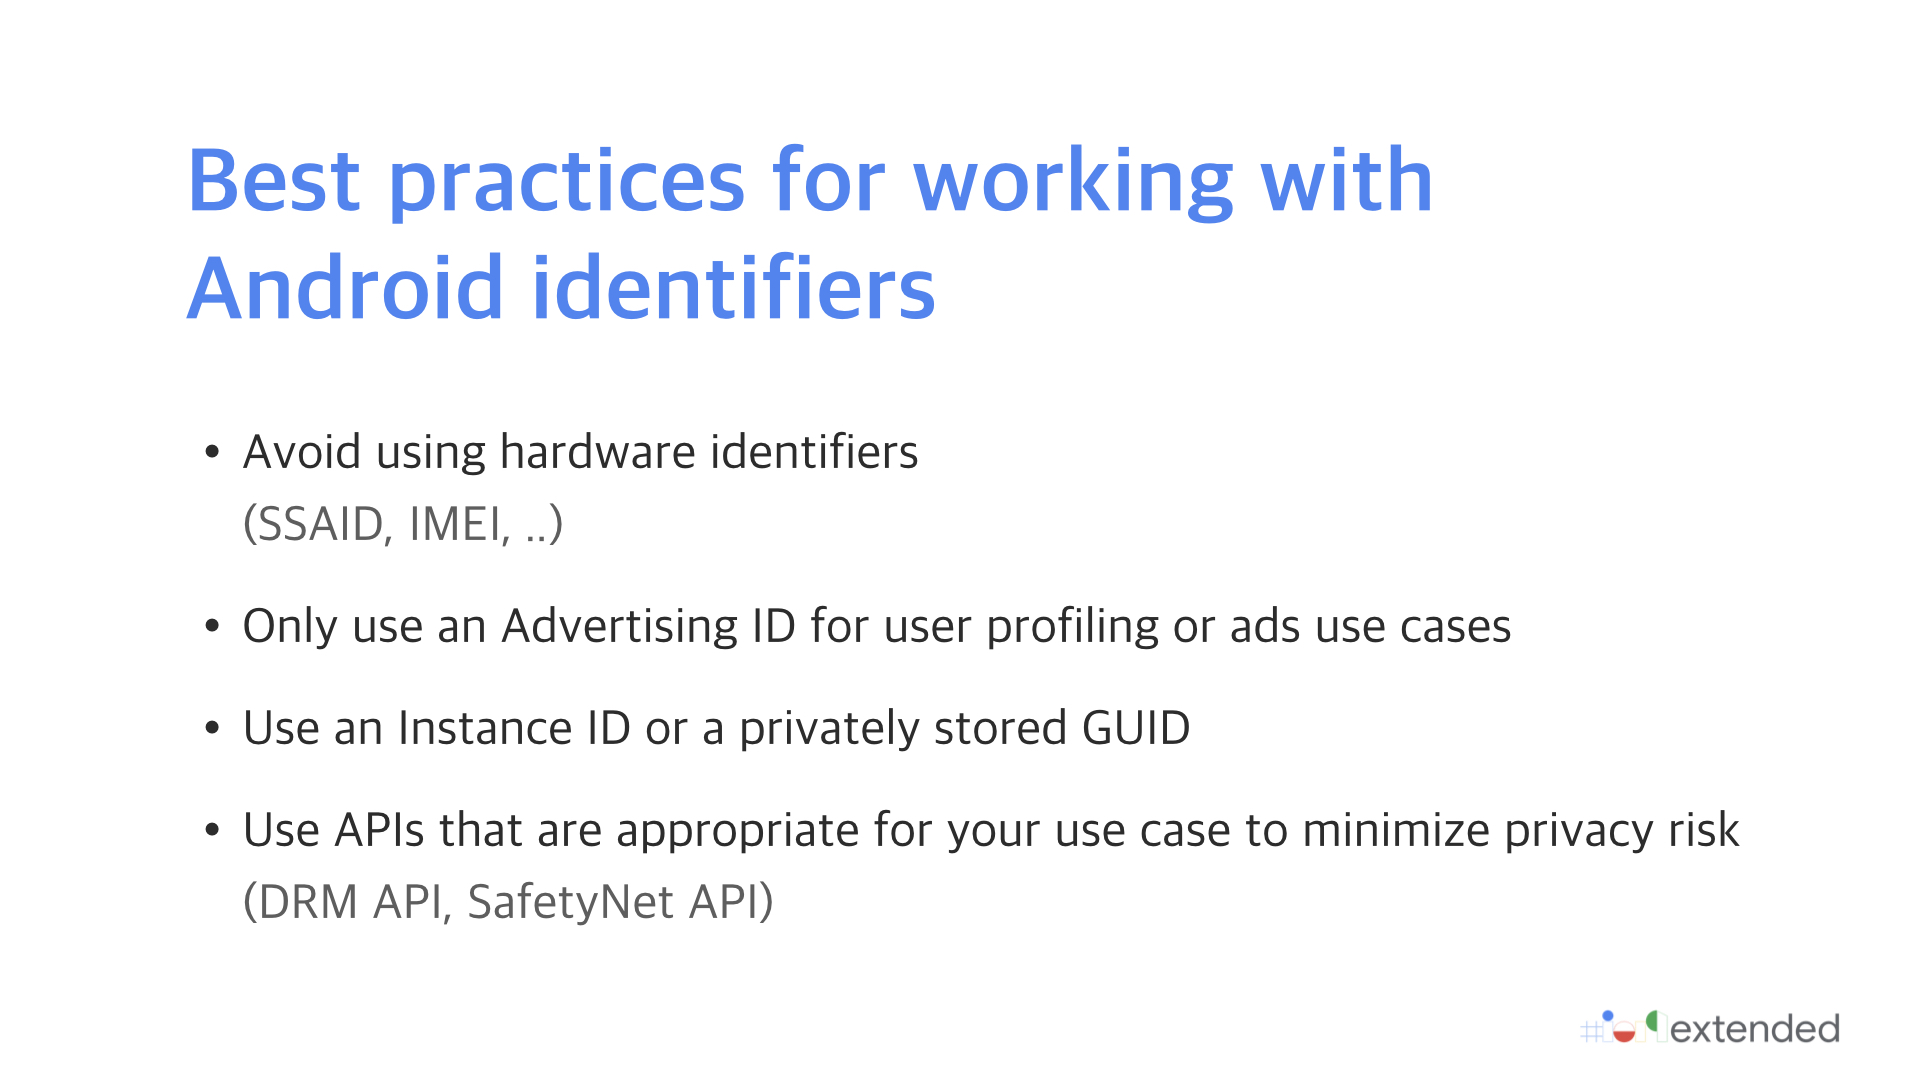 Best practices for working with
Android identifiers
• Avoid using hardware identifiers
(SSAID, IMEI, ..)
• Only use an Advertising ID for user profiling or ads use cases
• Use an Instance ID or a privately stored GUID
• Use APIs that are appropriate for your use case to minimize privacy risk
(DRM API, SafetyNet API)
#io19extended